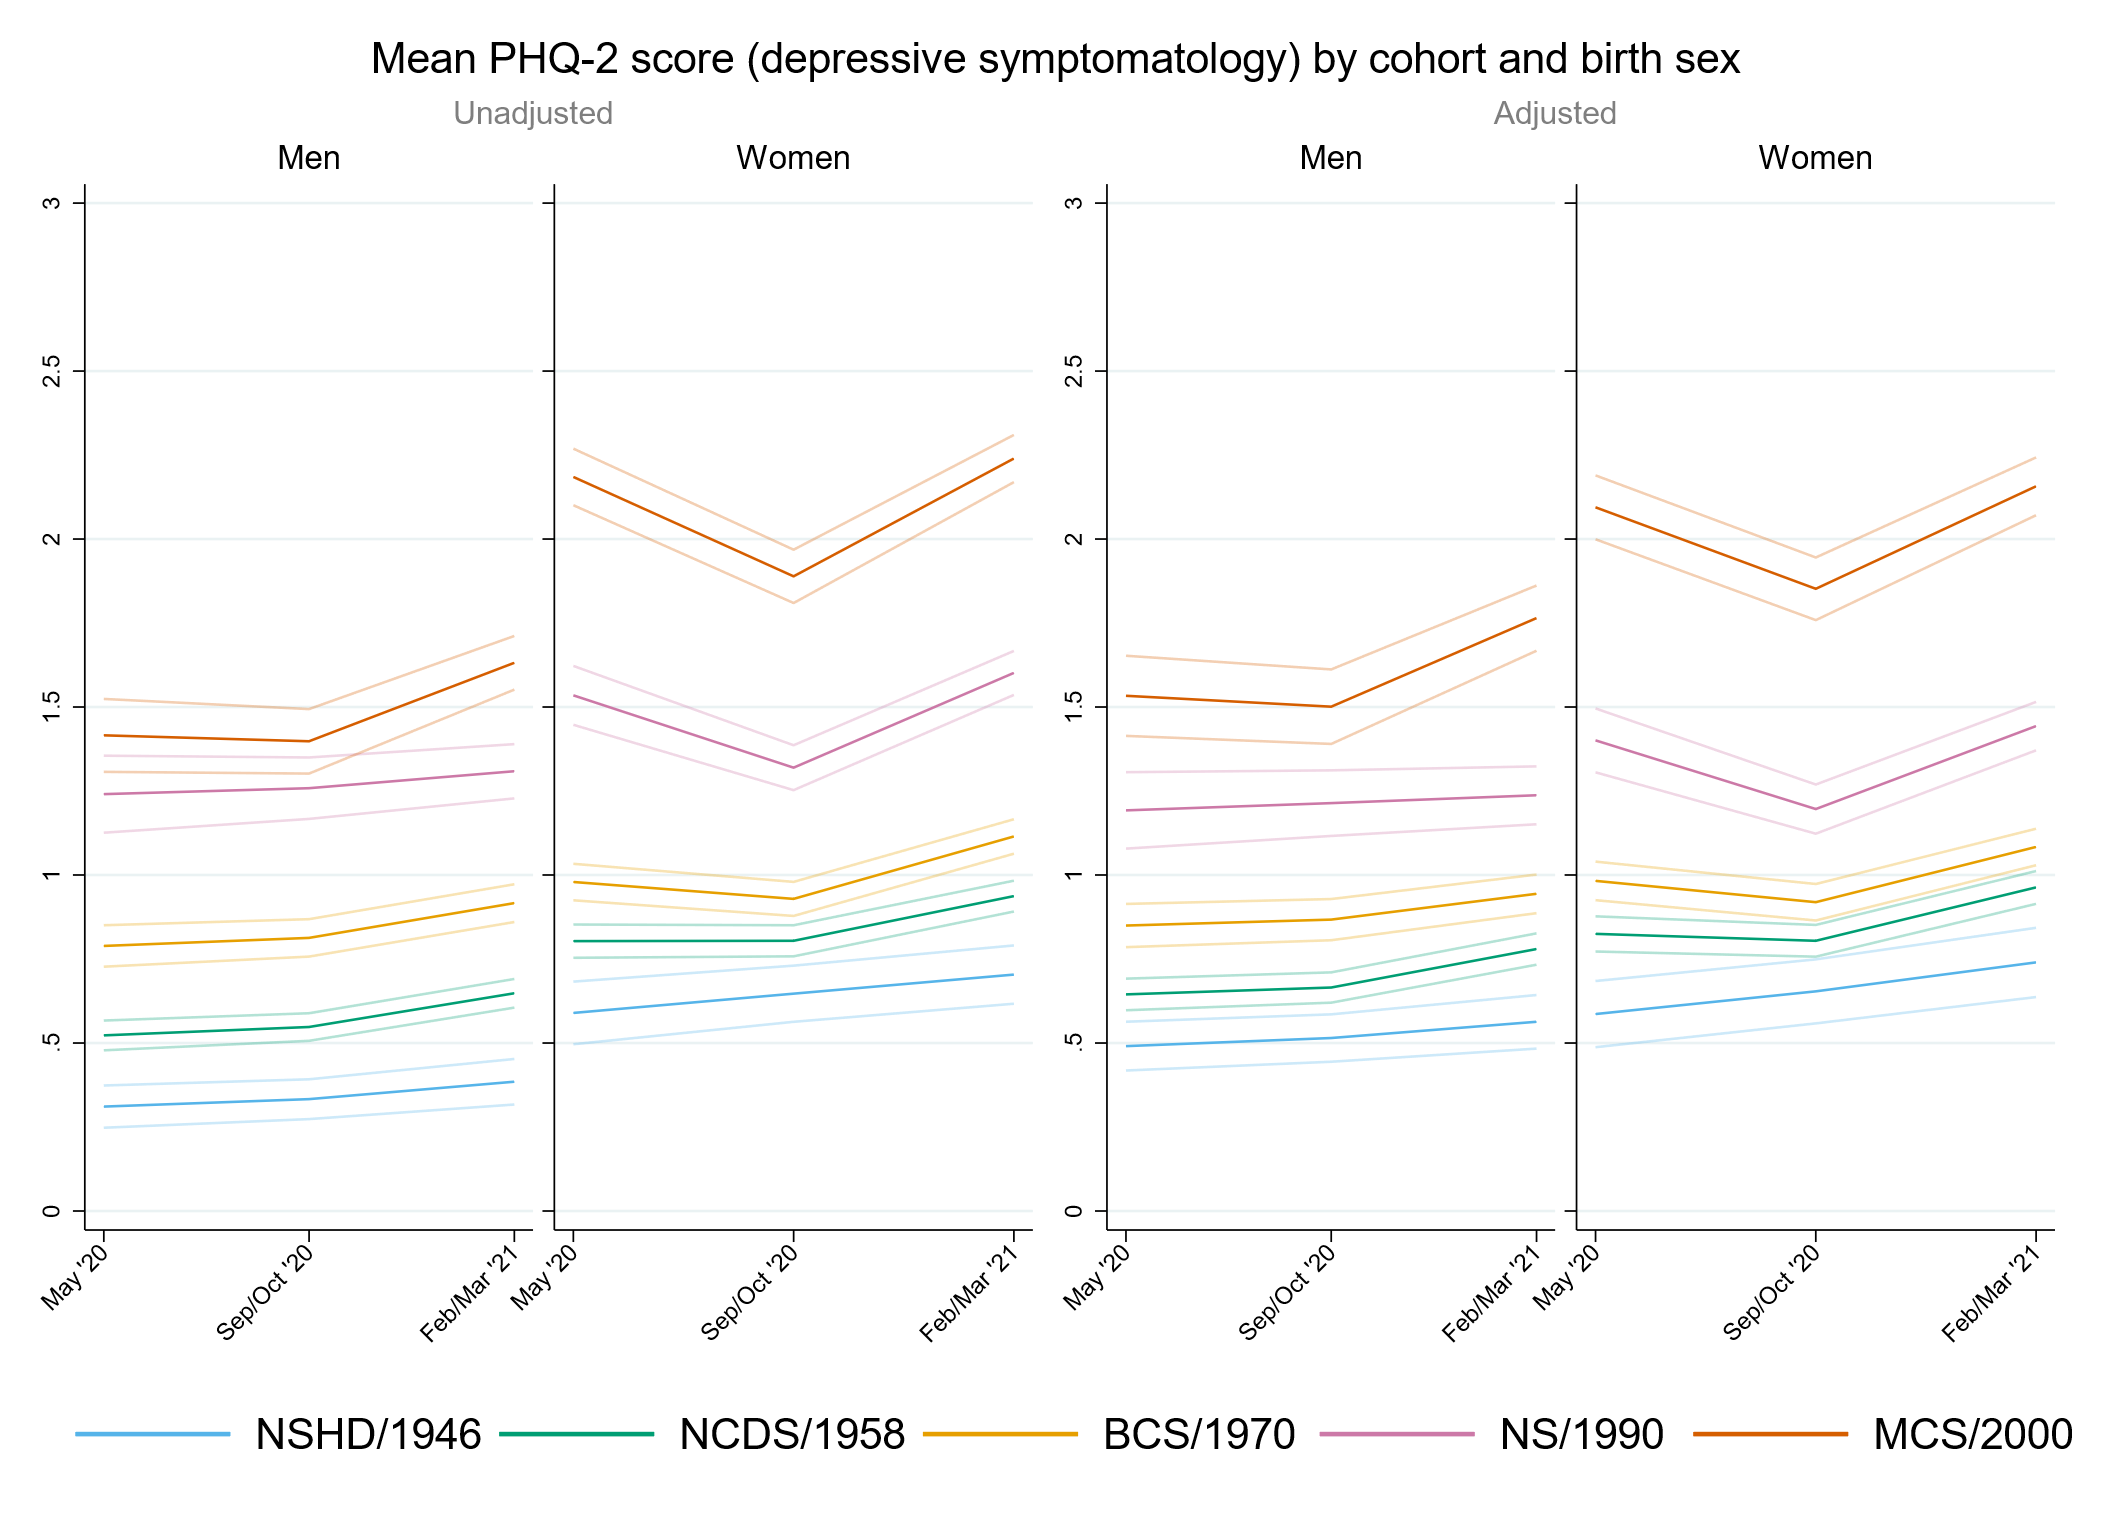 Mean PHQ-2 score (depressive symptomatology) by cohort and birth sex
Unadjusted
Adjusted
Men
Women
Men
Women
3
2.5
2
1.5
1
.5
0
3
2.5
2
1.5
1
.5
0
May '20
Sep/Oct '20
Feb/Mar '21
May '20
Sep/Oct '20
Feb/Mar '21
May '20
Sep/Oct '20
Feb/Mar '21
May '20
Sep/Oct '20
Feb/Mar '21
NSHD/1946
NCDS/1958
BCS/1970
NS/1990
MCS/2000